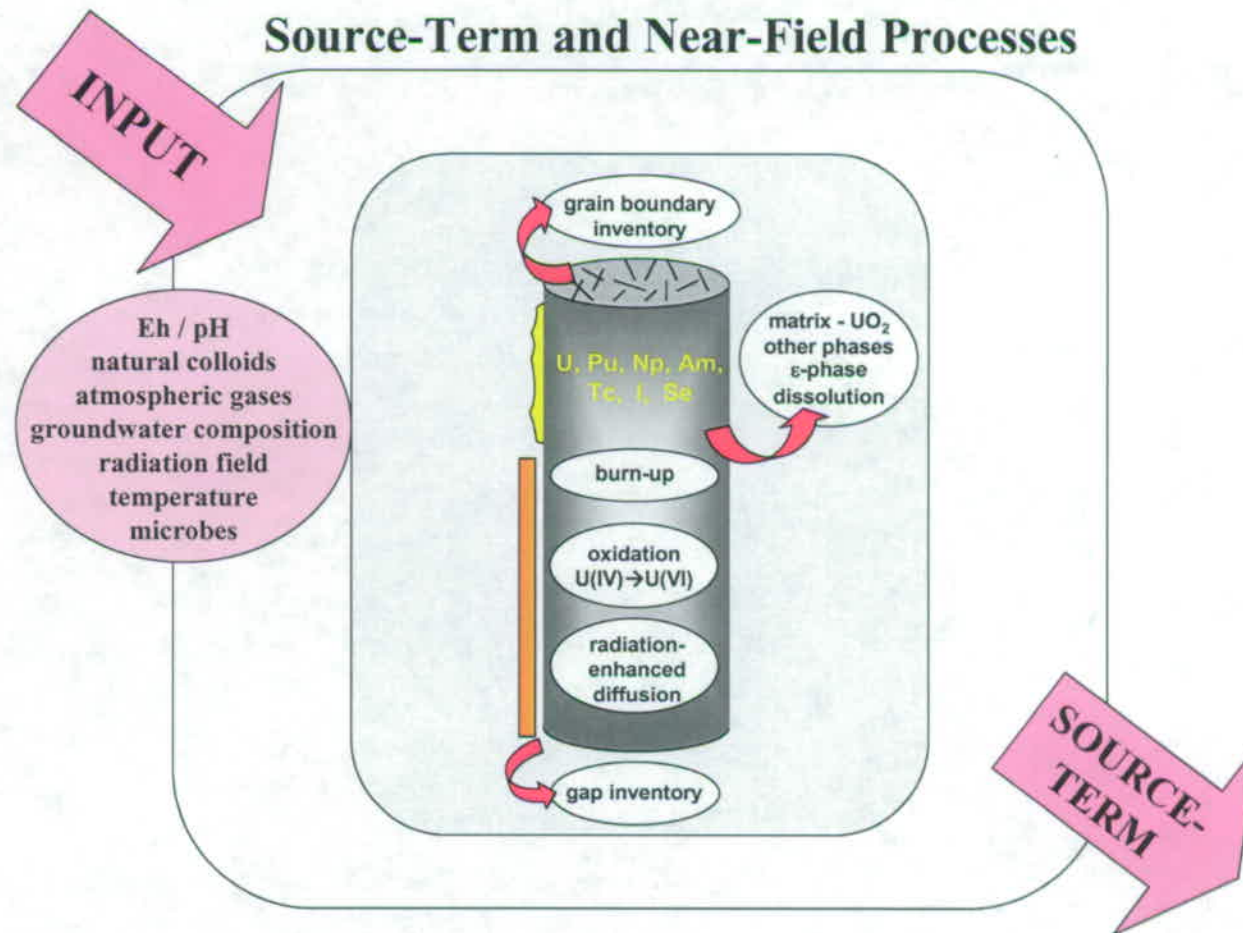 Source-Term and Near-Field Processes
INPUT
Eh / pH
natural colloids
atmospheric gases
groundwater composition
radiation field
temperature
microbes
grain boundary
inventory
U, Pu, Np, Am,
Tc, I, Se
matrix - UO₂
other phases
ε-phase
dissolution
burn-up
oxidation
U(IV)→U(VI)
radiation-
enhanced
diffusion
gap inventory
SOURCE-
TERM